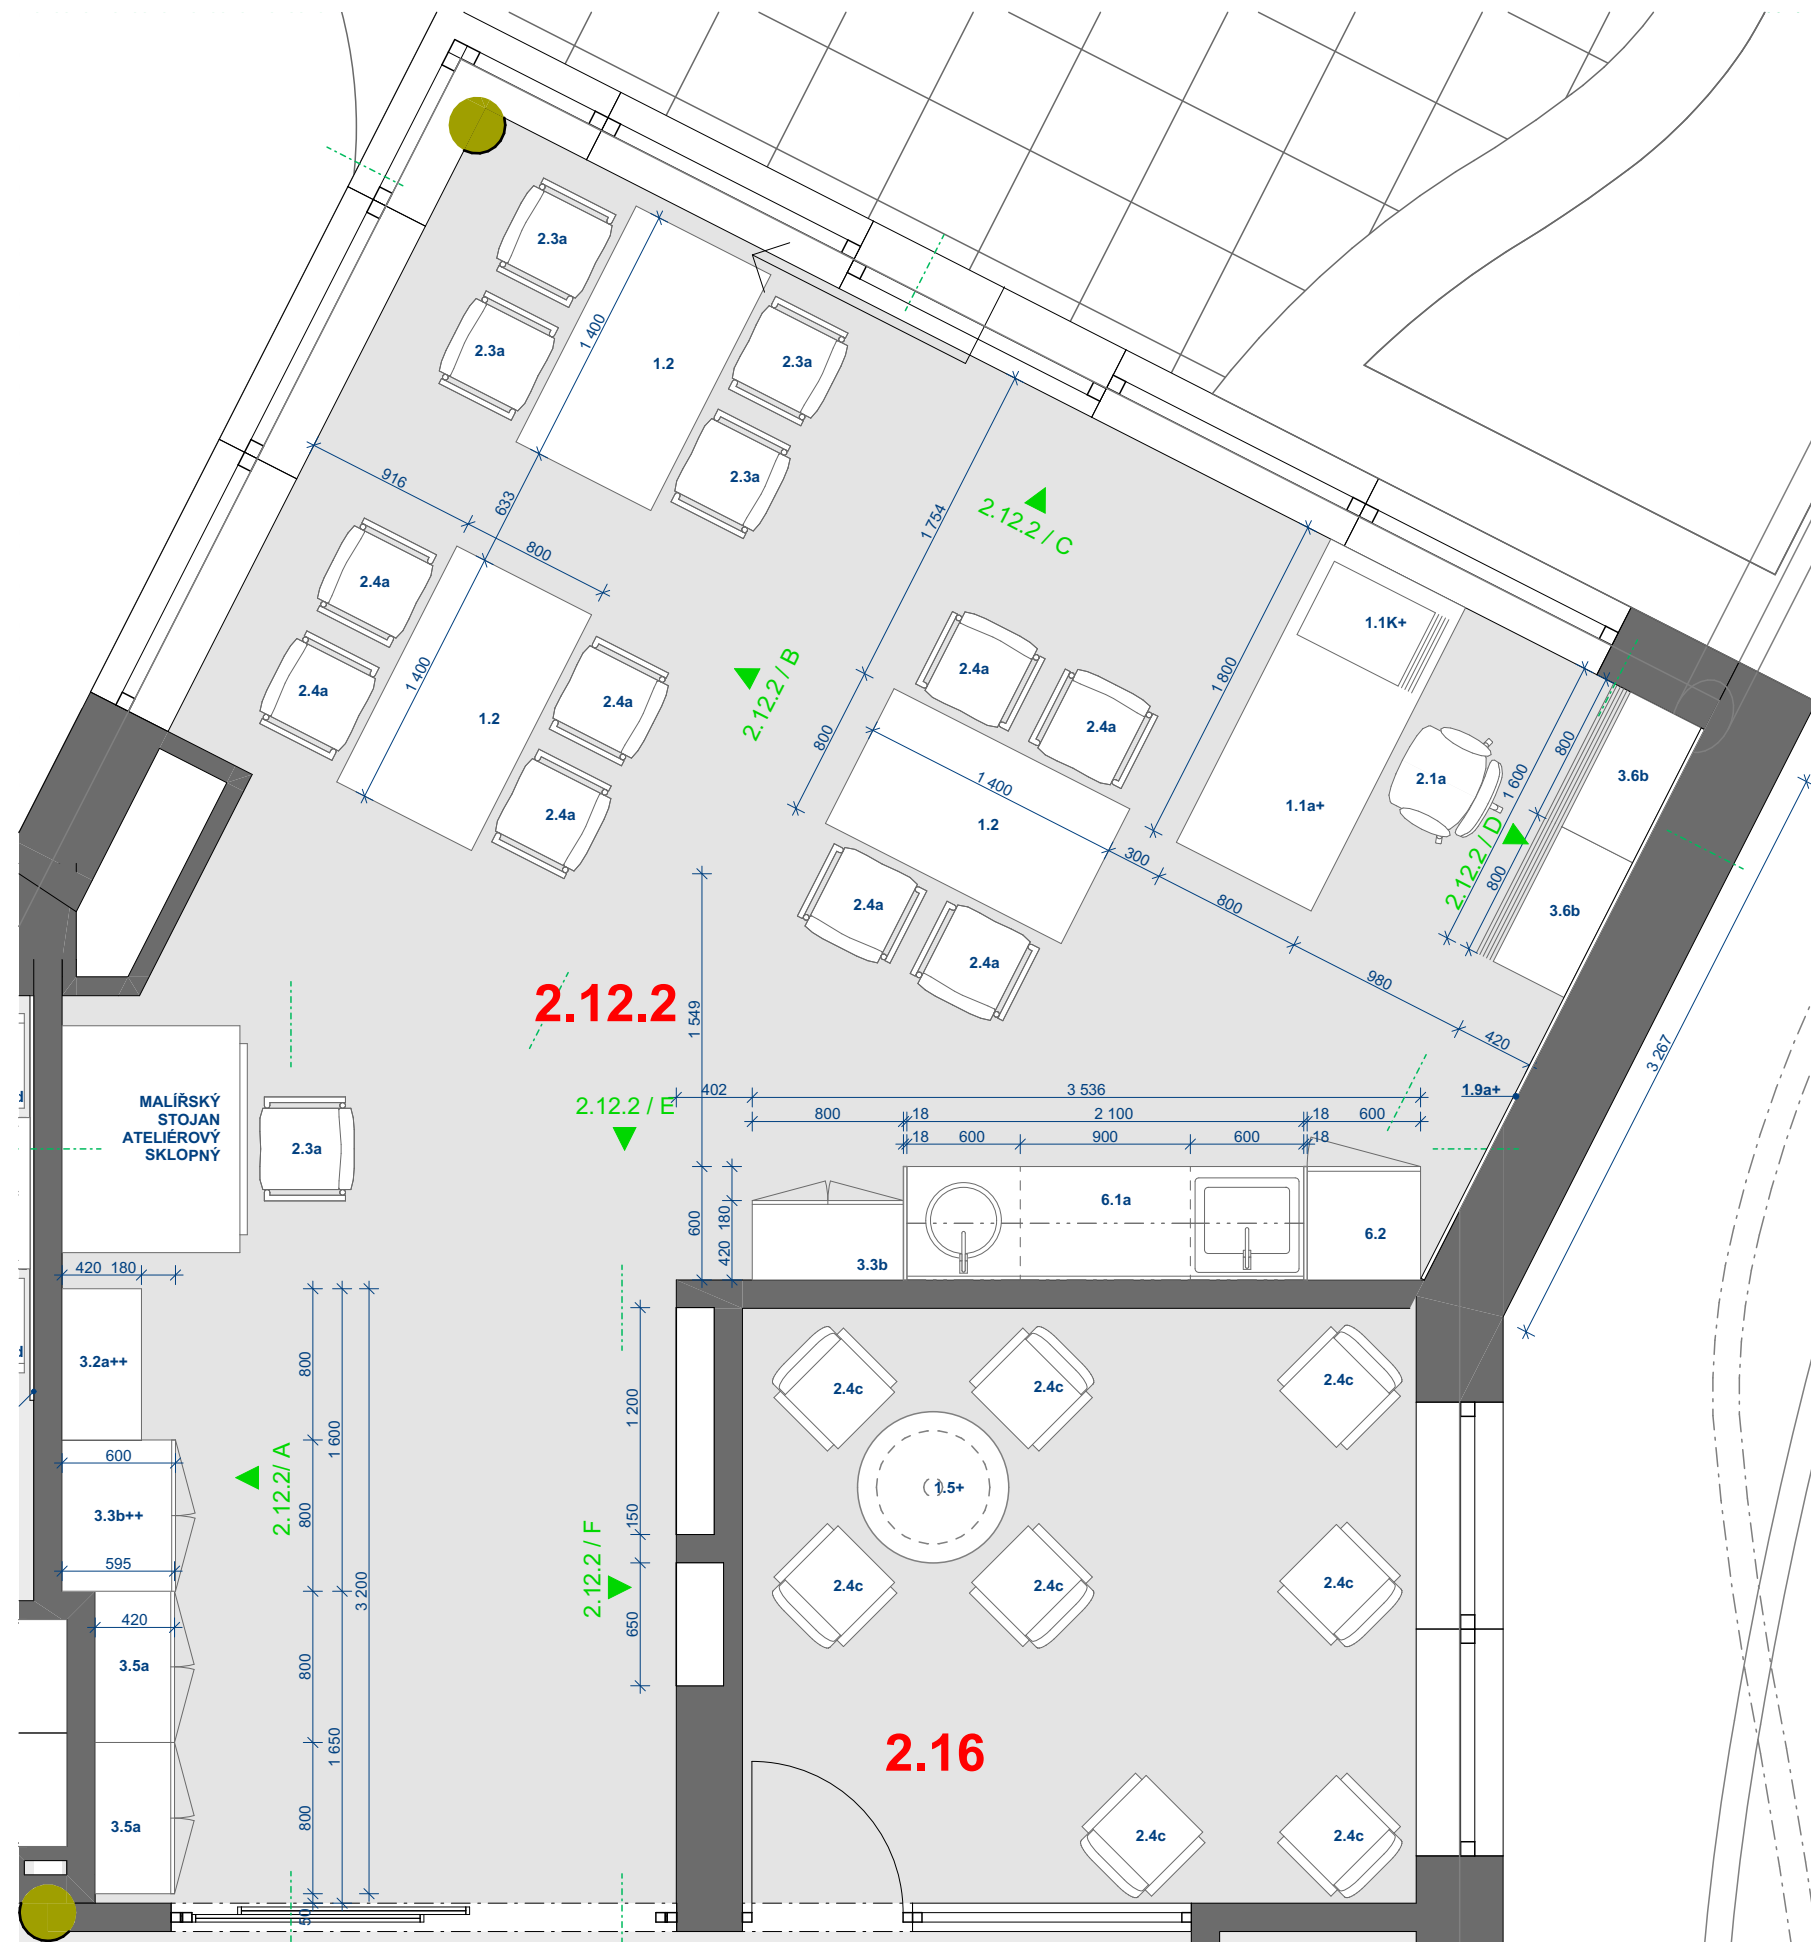 2.3a
2.3a
1 400
1.2
2.3a
2.3a
916
633
800
2.4a
2.4a
1 400
1.2
2.4a
2.4a
1 754
2.12.2 / C
2.12.2 / B
800
2.4a
2.4a
1 400
1.2
2.4a
2.4a
1 800
1.1K+
1.1a+
2.1a
1 600
800
800
2.12.2 / D
3.6b
3.6b
300
800
980
420
3 267
2.12.2
1 549
MALÍŘSKÝ
STOJAN
ATELIÉROVÝ
SKLOPNÝ
2.3a
2.12.2 / E
402
3 536
1.9a+
800
18
2 100
18
600
18
600
900
600
18
600
180
420
3.3b
6.1a
6.2
420
180
3.2a++
800
1 600
3 200
600
3.3b++
800
595
2.12.2/ A
420
3.5a
800
1 650
3.5a
800
50
1 200
150
650
2.12.2 / F
2.4c
2.4c
2.4c
1.5+
2.4c
2.4c
2.4c
2.16
2.4c
2.4c